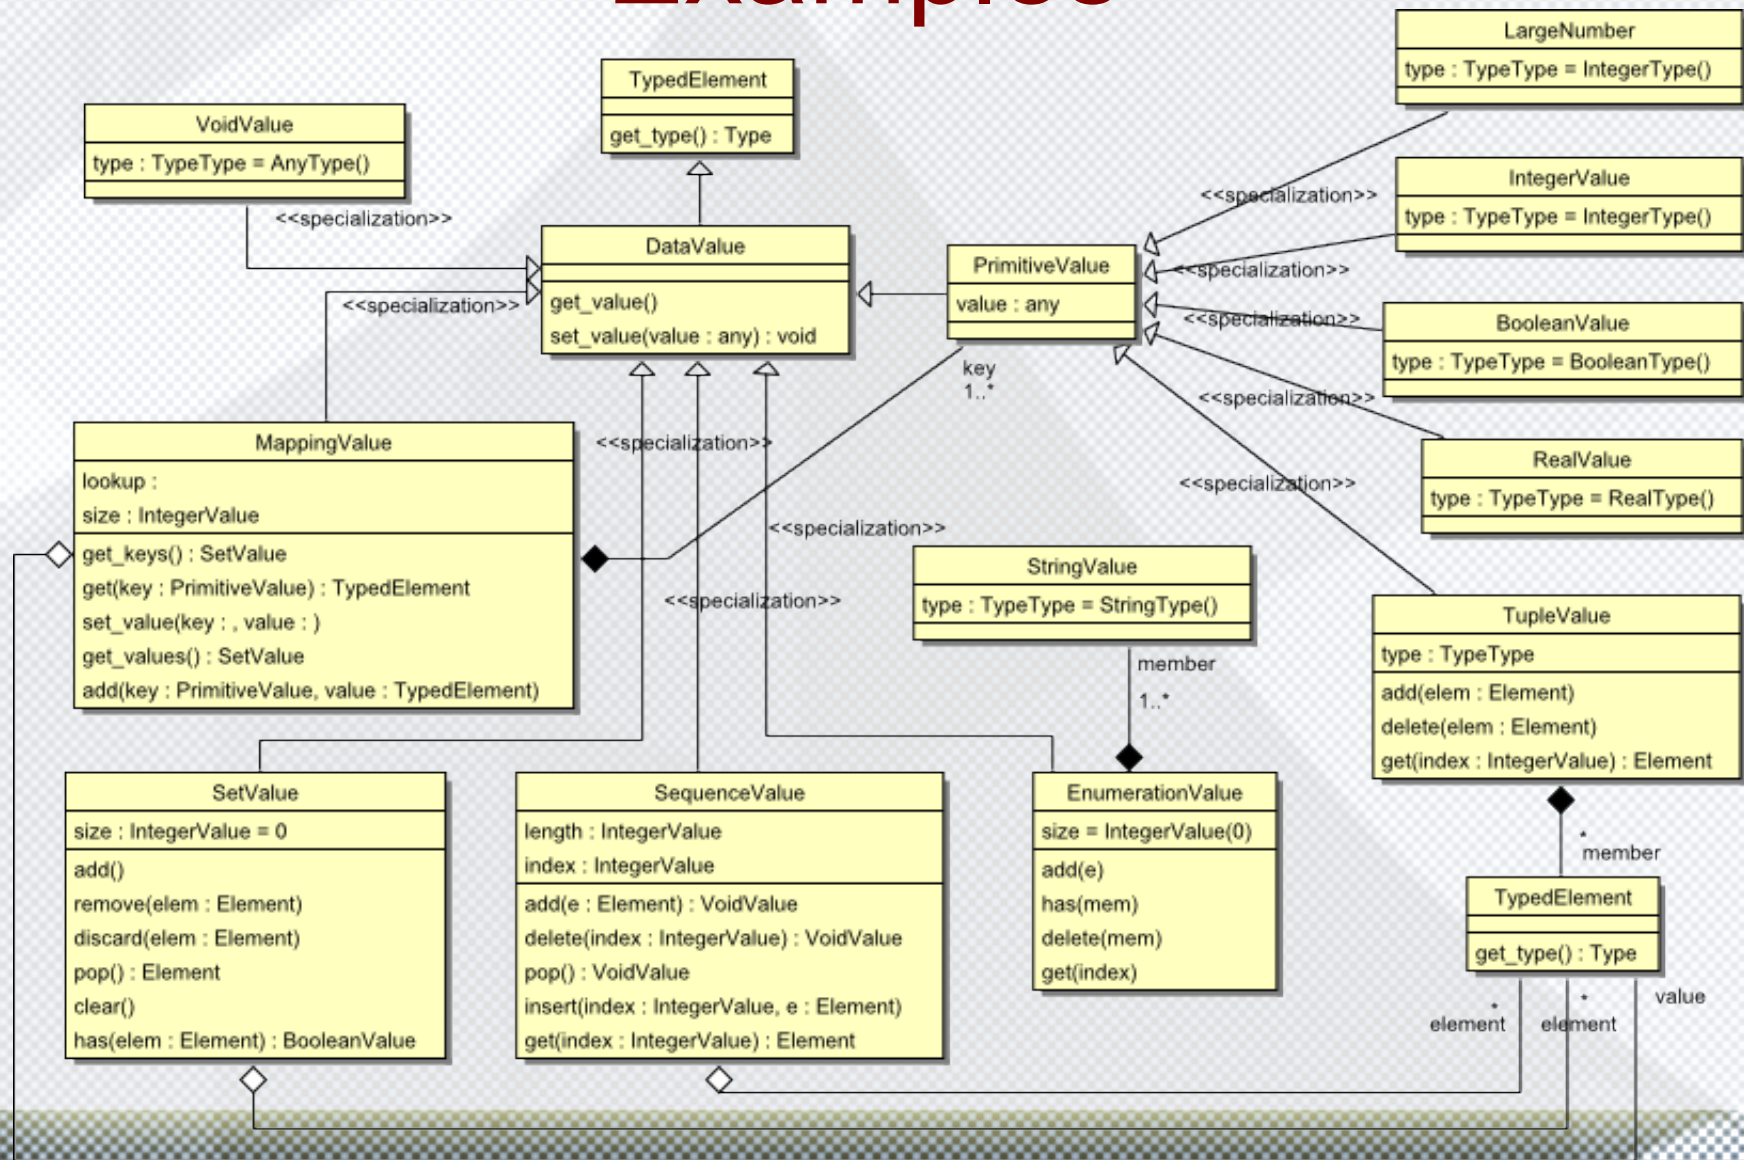 Examples
LargeNumber
type : TypeType = IntegerType()
TypedElement
get_type() : Type
VoidValue
type : TypeType = AnyType()
<<specialization>>
<<specialization>>
IntegerValue
type : TypeType = IntegerType()
<<specialization>>
DataValue
get_value()
set_value(value : any) : void
PrimitiveValue
value : any
<<specialization>>
<<specialization>>
BooleanValue
type : TypeType = BooleanType()
key
1..*
<<specialization>>
MappingValue
lookup :
size : IntegerValue
get_keys() : SetValue
get(key : PrimitiveValue) : TypedElement
set_value(key : , value : )
get_values() : SetValue
add(key : PrimitiveValue, value : TypedElement)
<<specialization>>
RealValue
type : TypeType = RealType()
<<specialization>>
<<specialization>>
StringValue
type : TypeType = StringType()
<<specialization>>
member
1..*
TupleValue
type : TypeType
add(elem : Element)
delete(elem : Element)
get(index : IntegerValue) : Element
SetValue
size : IntegerValue = 0
add()
remove(elem : Element)
discard(elem : Element)
pop() : Element
clear()
has(elem : Element) : BooleanValue
SequenceValue
length : IntegerValue
index : IntegerValue
add(e : Element) : VoidValue
delete(index : IntegerValue) : VoidValue
pop() : VoidValue
insert(index : IntegerValue, e : Element)
get(index : IntegerValue) : Element
EnumerationValue
size = IntegerValue(0)
add(e)
has(mem)
delete(mem)
get(index)
*
member
TypedElement
get_type() : Type
*
element
*
element
value